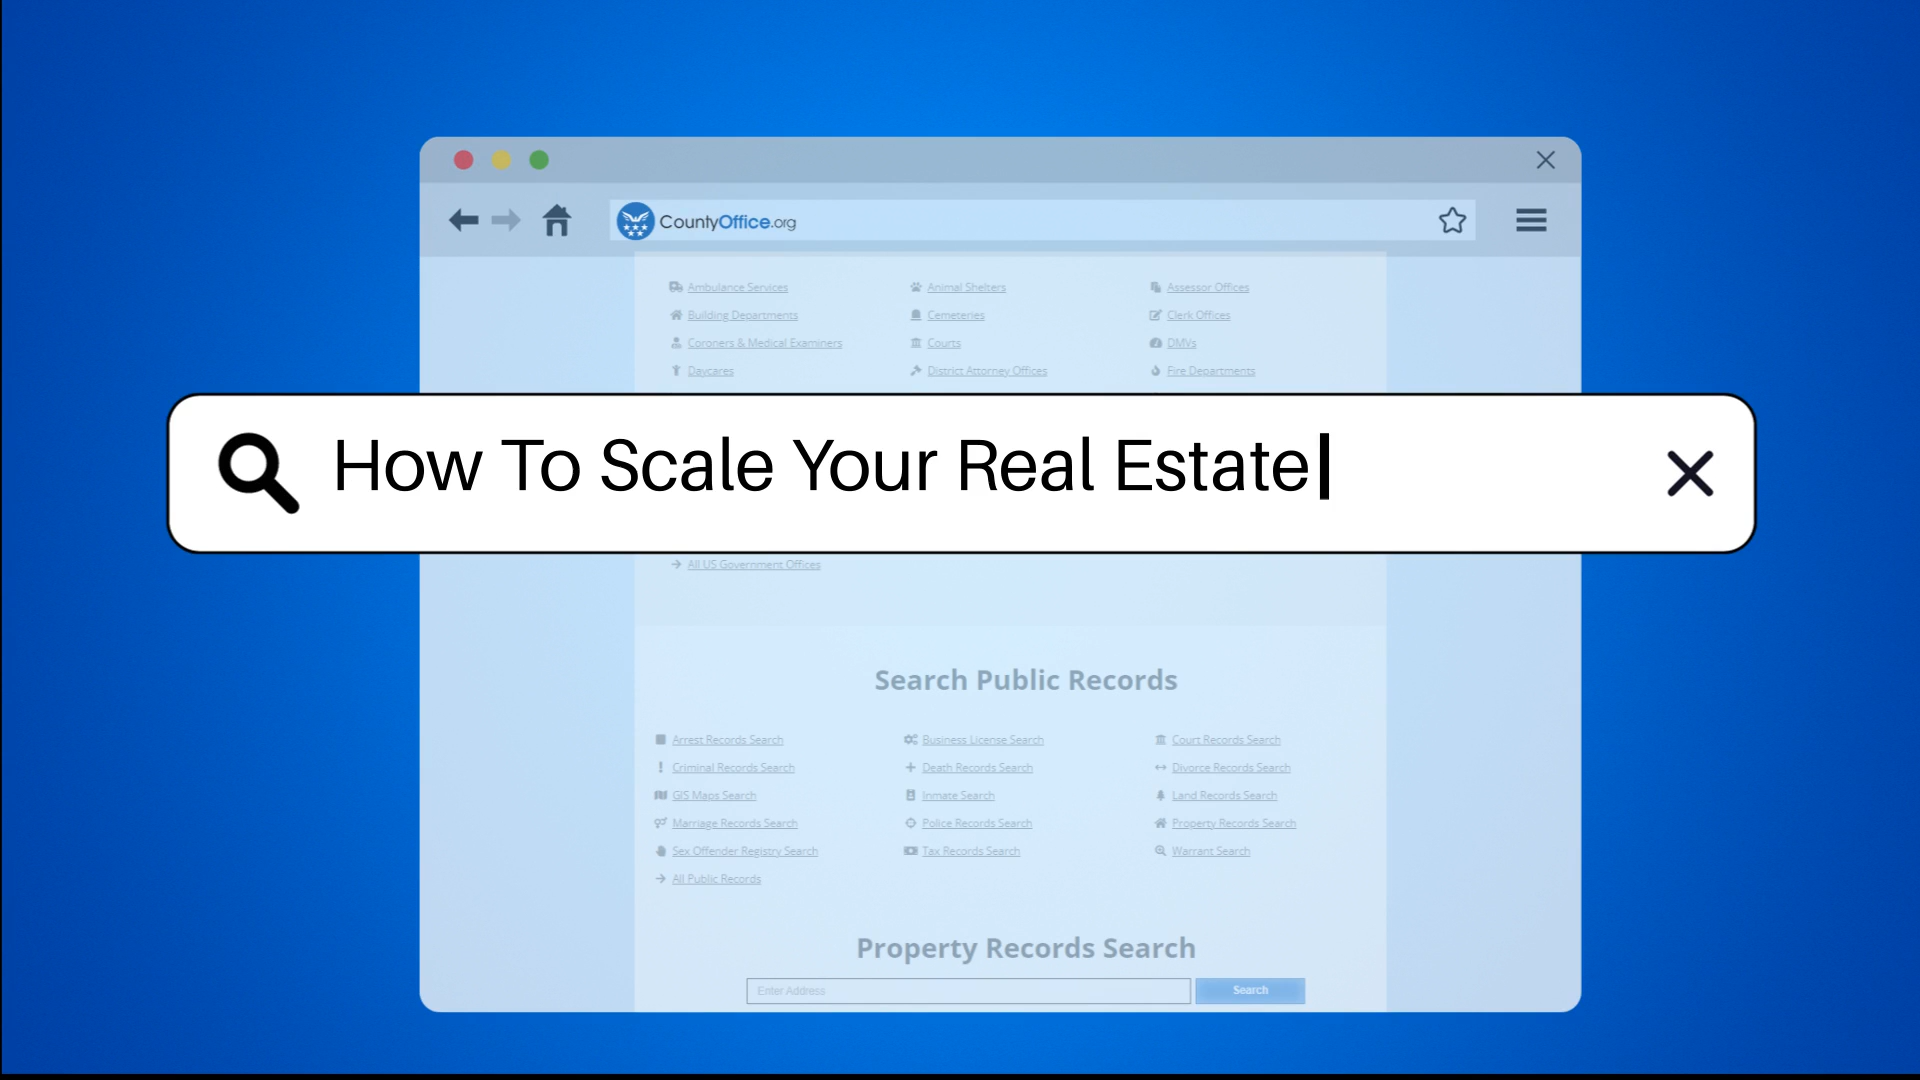 CountyOffice.org
Ambulance Services Animal Shelters Assessor Offices
Building Departments Cemeteries Clerk Offices
Coroners & Medical Examiners Courts DMVs
Daycares District Attorney Offices Fire Departments
How To Scale Your Real Estate
All US Government Offices
Search Public Records
Arrest Records Search Business License Search Court Records Search
Criminal Records Search Death Records Search Divorce Records Search
GIS Maps Search Inmate Search Land Records Search
Marriage Records Search Police Records Search Property Records Search
Sex Offender Registry Search Tax Records Search Warrant Search
All Public Records
Property Records Search
Enter Address Search